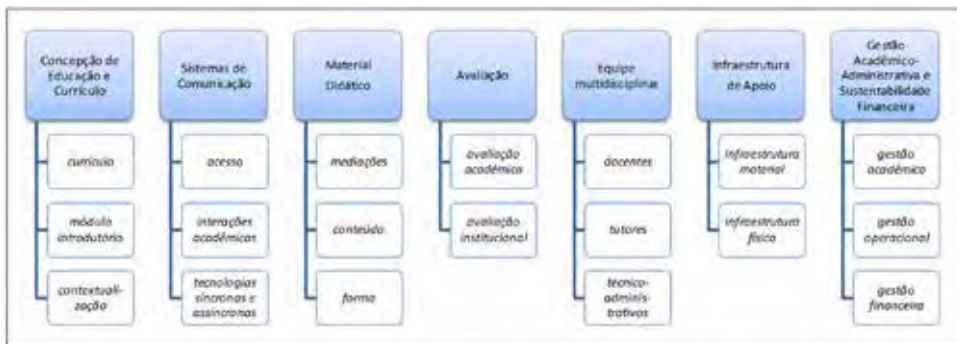 Concepção de
Educação e
Currículo
currículo
módulo
introdutório
contextuali-
zação
Sistemas de
Comunicação
acesso
interações
acadêmicas
tecnologias
síncronas e
assíncronas
Material
Didático
mediações
conteúdo
forma
Avaliação
avaliação
acadêmica
avaliação
institucional
Equipe
multidisciplinar
docentes
tutores
técnico-
adminis-
trativos
Infraestrutura
de Apoio
infraestrutura
material
infraestrutura
física
Gestão
Acadêmico-
Administrativa e
Sustentabilidade
Financeira
gestão
acadêmica
gestão
operacional
gestão
financeira